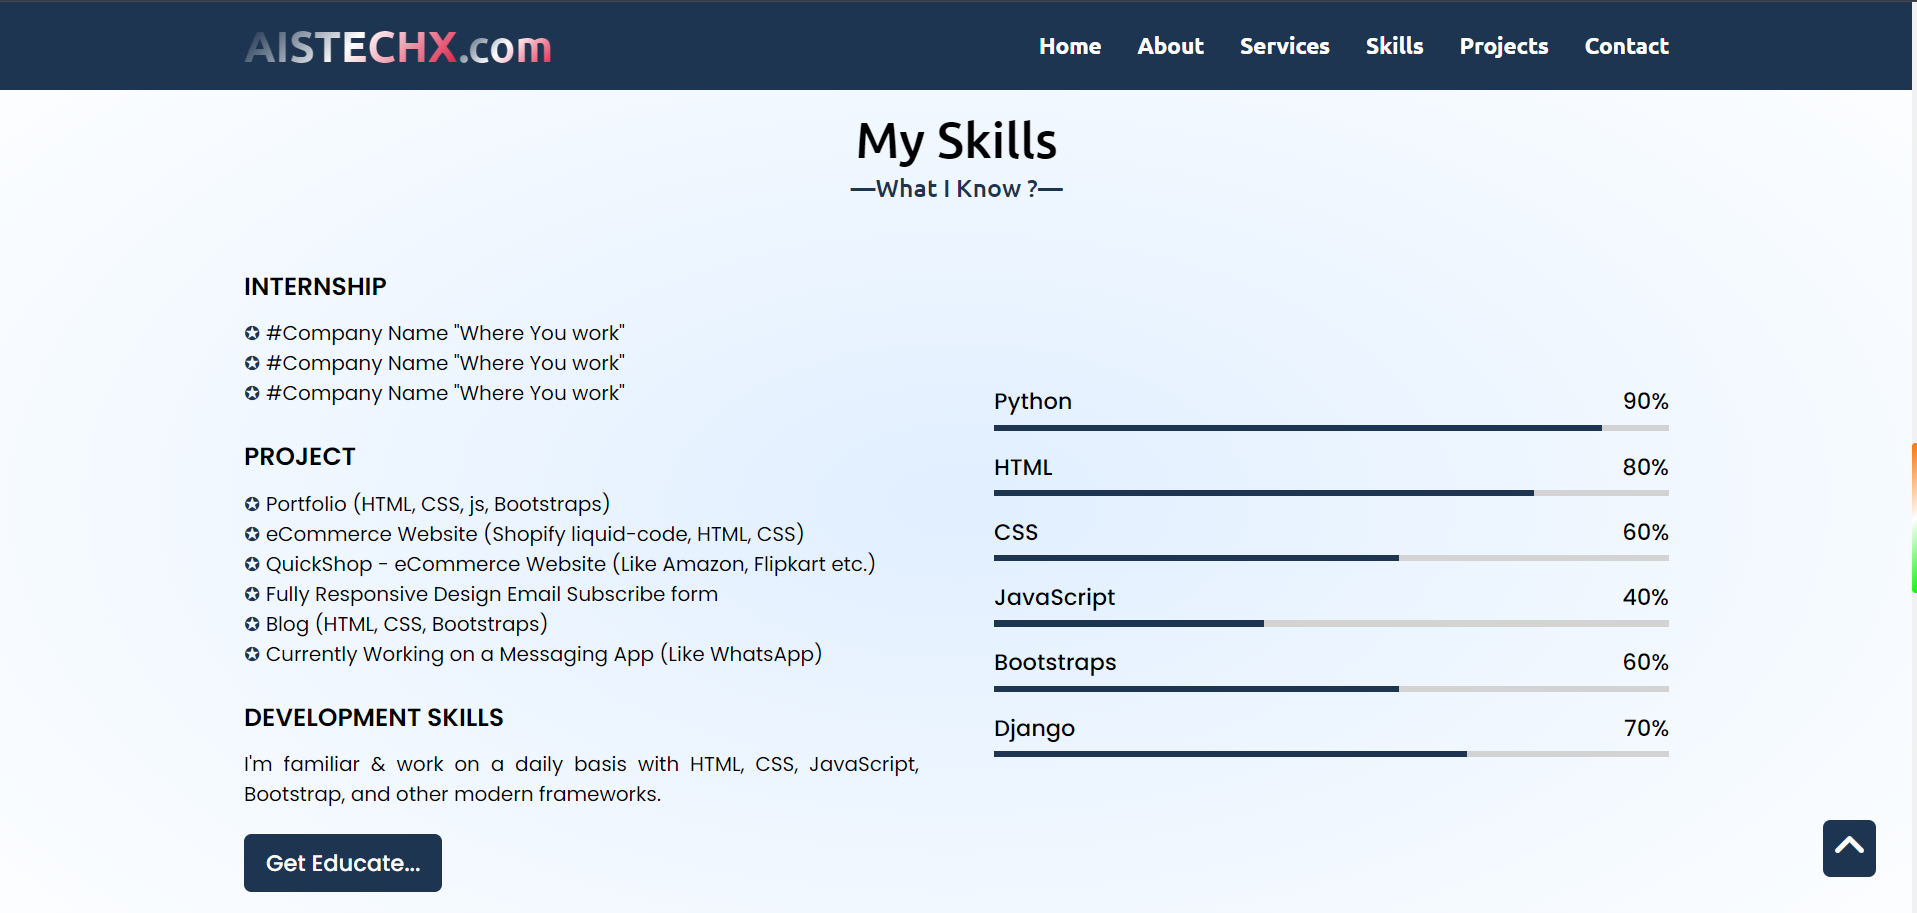 AISTECHX.com
Home About Services Skills Projects Contact
My Skills
—What I Know ?—
INTERNSHIP
✪ #Company Name "Where You work"
✪ #Company Name "Where You work"
✪ #Company Name "Where You work"
PROJECT
✪ Portfolio (HTML, CSS, js, Bootstraps)
✪ eCommerce Website (Shopify liquid-code, HTML, CSS)
✪ QuickShop - eCommerce Website (Like Amazon, Flipkart etc.)
✪ Fully Responsive Design Email Subscribe form
✪ Blog (HTML, CSS, Bootstraps)
✪ Currently Working on a Messaging App (Like WhatsApp)
DEVELOPMENT SKILLS
I'm familiar & work on a daily basis with HTML, CSS, JavaScript,
Bootstrap, and other modern frameworks.
Get Educate...
Python 90%
HTML 80%
CSS 60%
JavaScript 40%
Bootstraps 60%
Django 70%